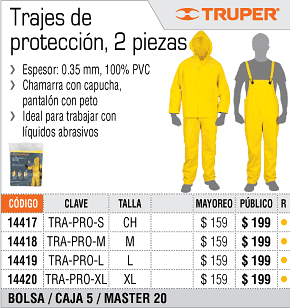 Trajes de
protección, 2 piezas
TRUPER®
Espesor: 0.35 mm, 100% PVC
Chamarra con capucha,
pantalón con peto
Ideal para trabajar con
líquidos abrasivos
CÓDIGO CLAVE TALLA MAYOREO PÚBLICO R
14417 TRA-PRO-S CH $ 159 $ 199
14418 TRA-PRO-M M $ 159 $ 199
14419 TRA-PRO-L L $ 159 $ 199
14420 TRA-PRO-XL XL $ 159 $ 199
BOLSA / CAJA 5 / MASTER 20